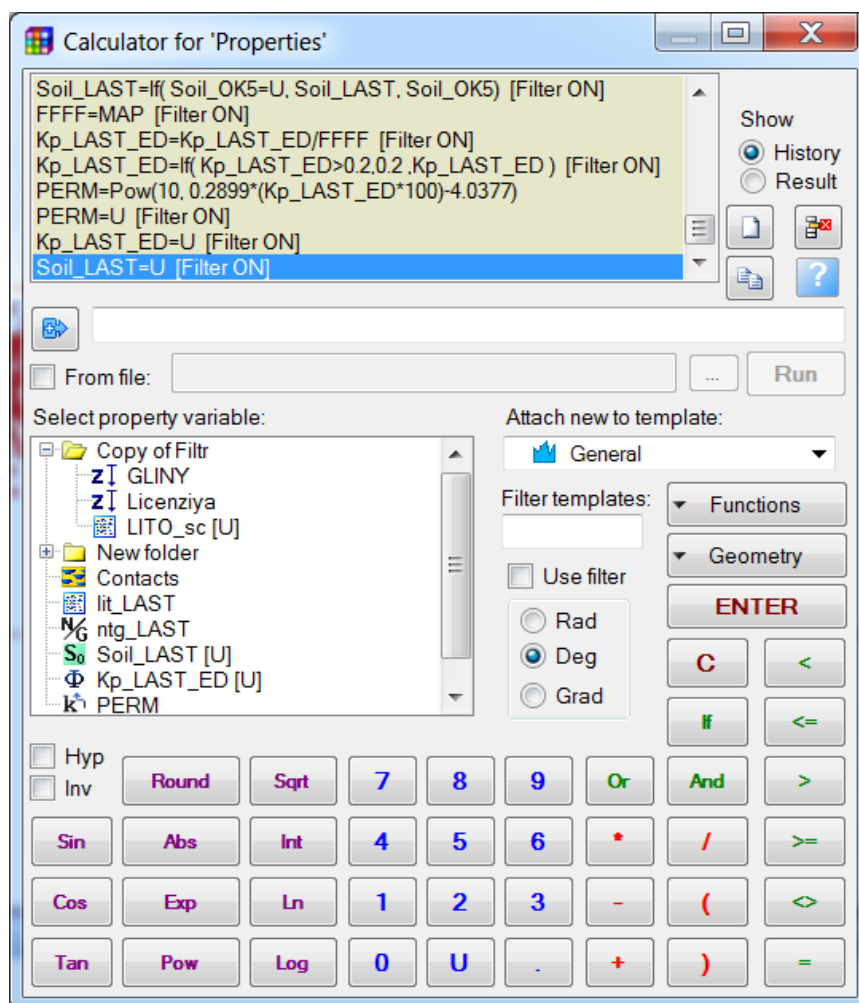 Calculator for 'Properties'
Soil_LAST=If( Soil_OK5=U, Soil_LAST, Soil_OK5) [Filter ON]
FFFF=MAP [Filter ON]
Kp_LAST_ED=Kp_LAST_ED/FFFF [Filter ON]
Kp_LAST_ED=If( Kp_LAST_ED>0.2,0.2 ,Kp_LAST_ED ) [Filter ON]
PERM=Pow(10, 0.2899*(Kp_LAST_ED*100)-4.0377)
PERM=U [Filter ON]
Kp_LAST_ED=U [Filter ON]
Soil_LAST=U [Filter ON]
Show
History
Result
?
From file:
...
Run
Select property variable:
Attach new to template:
Copy of Filtr
GLINY
Licenziya
LITO_sc [U]
New folder
Contacts
lit_LAST
ntg_LAST
Soil_LAST [U]
Kp_LAST_ED [U]
PERM
General
Filter templates:
Functions
Use filter
Geometry
Rad
Deg
Grad
ENTER
C <
If <=
Hyp
Inv
Round Sqrt 7 8 9 Or And >
Sin Abs Int 4 5 6 * / >=
Cos Exp Ln 1 2 3 - ( <>
Tan Pow Log 0 U . + ) =